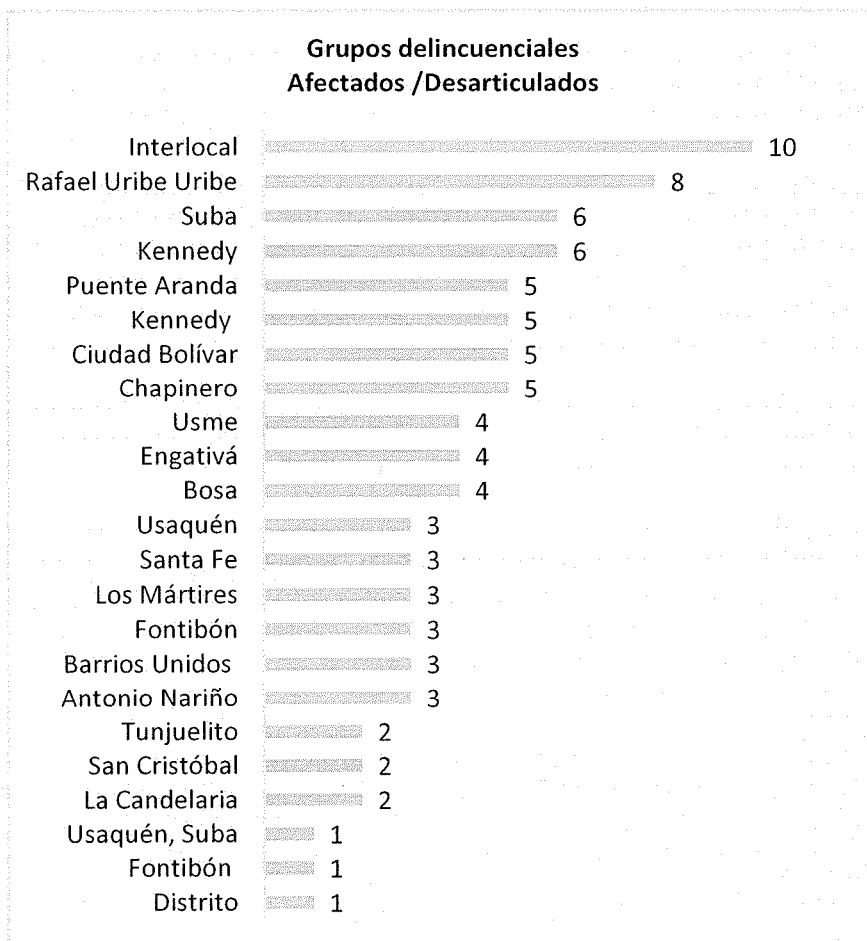 Grupos delincuenciales
Afectados /Desarticulados
Interlocal 10
Rafael Uribe Uribe 8
Suba 6
Kennedy 6
Puente Aranda 5
Kennedy 5
Ciudad Bolívar 5
Chapinero 5
Usme 4
Engativá 4
Bosa 4
Usaquén 3
Santa Fe 3
Los Mártires 3
Fontibón 3
Barrios Unidos 3
Antonio Nariño 3
Tunjuelito 2
San Cristóbal 2
La Candelaria 2
Usaquén, Suba 1
Fontibón 1
Distrito 1